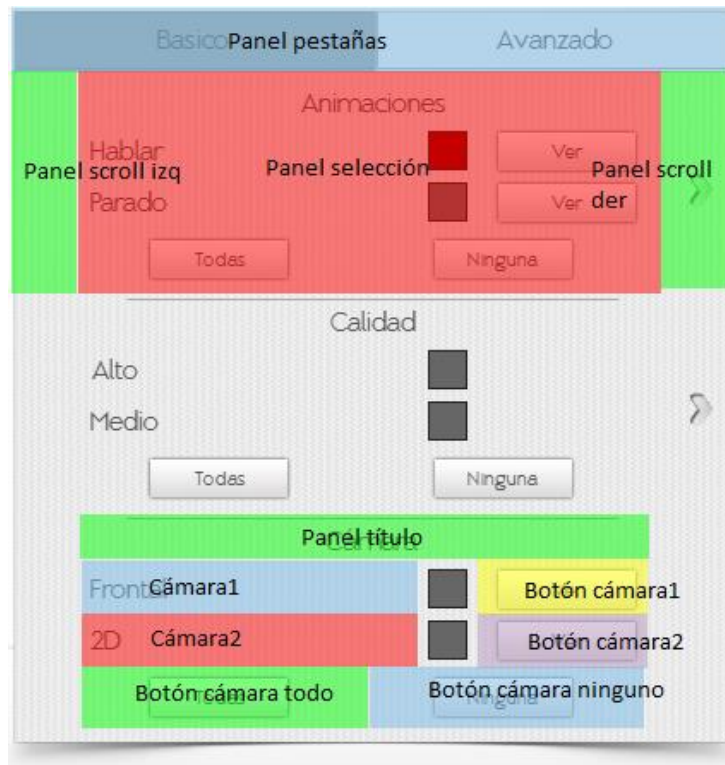 Basico Panel pestañas Avanzado
Animaciones
Hablar Ver
Panel scroll izq Panel selección Panel scroll
Parado Ver der
Todas Ninguna
Calidad
Alto
Medio
Todas Ninguna
Panel título
Frontal Cámara1 Botón cámara1
2D Cámara2 Botón cámara2
Botón cámara todo Botón cámara ninguno
Todas Ninguna